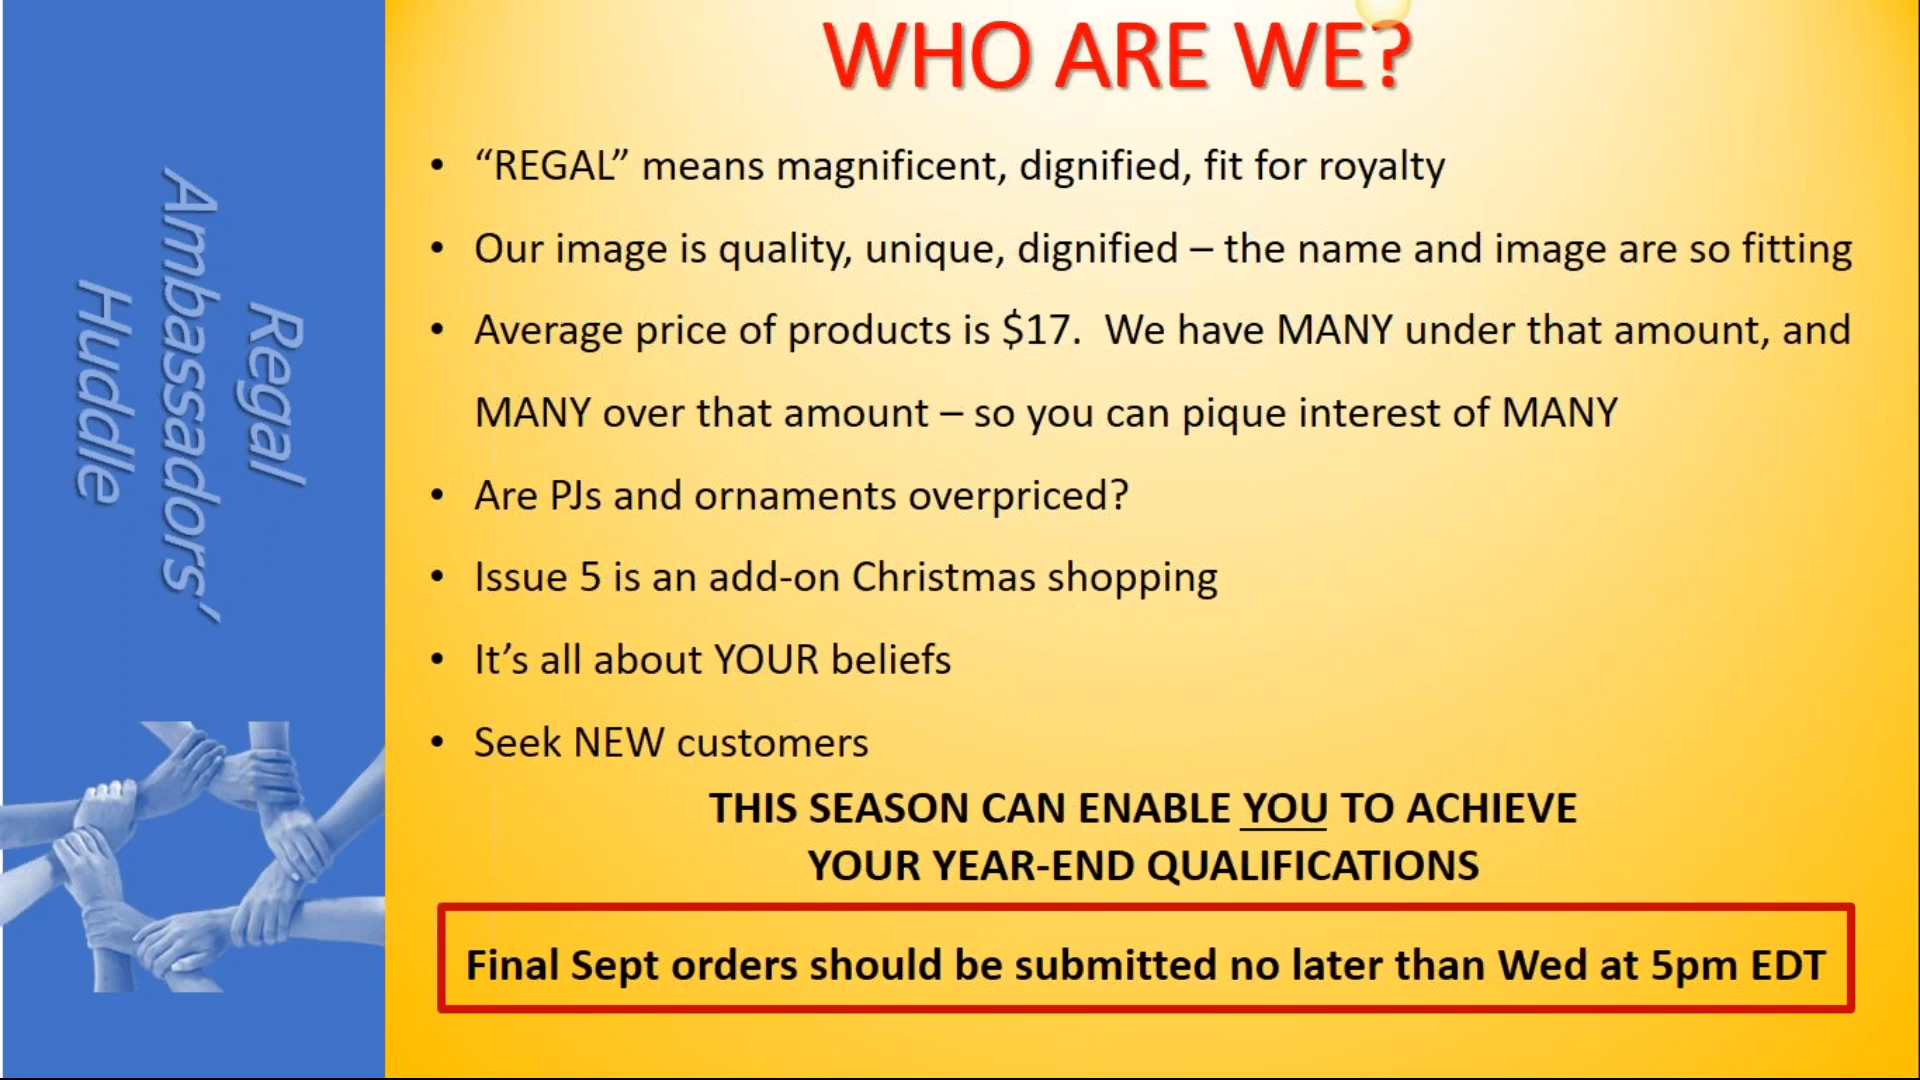 WHO ARE WE?
Regal
Ambassadors'
Huddle
• “REGAL” means magnificent, dignified, fit for royalty
• Our image is quality, unique, dignified – the name and image are so fitting
• Average price of products is $17.  We have MANY under that amount, and
MANY over that amount – so you can pique interest of MANY
• Are PJs and ornaments overpriced?
• Issue 5 is an add-on Christmas shopping
• It’s all about YOUR beliefs
• Seek NEW customers
THIS SEASON CAN ENABLE YOU TO ACHIEVE
YOUR YEAR-END QUALIFICATIONS
Final Sept orders should be submitted no later than Wed at 5pm EDT